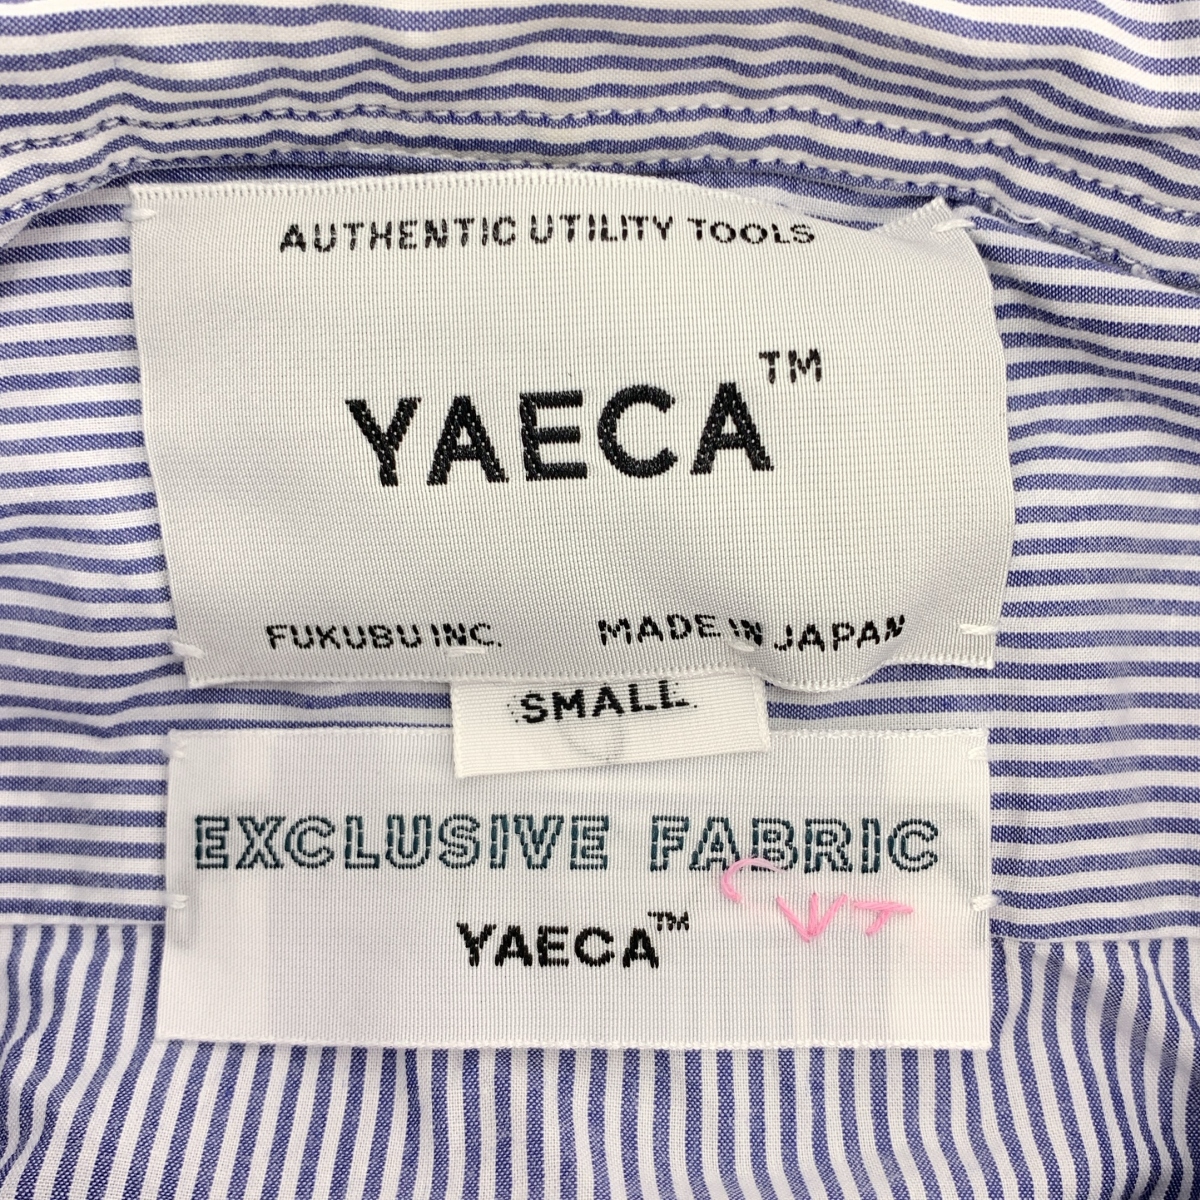 AUTHENTIC UTILITY TOOLS
YAECA™
FUKUBU INC. MADE IN JAPAN
SMALL
EXCLUSIVE FABRIC
YAECA™